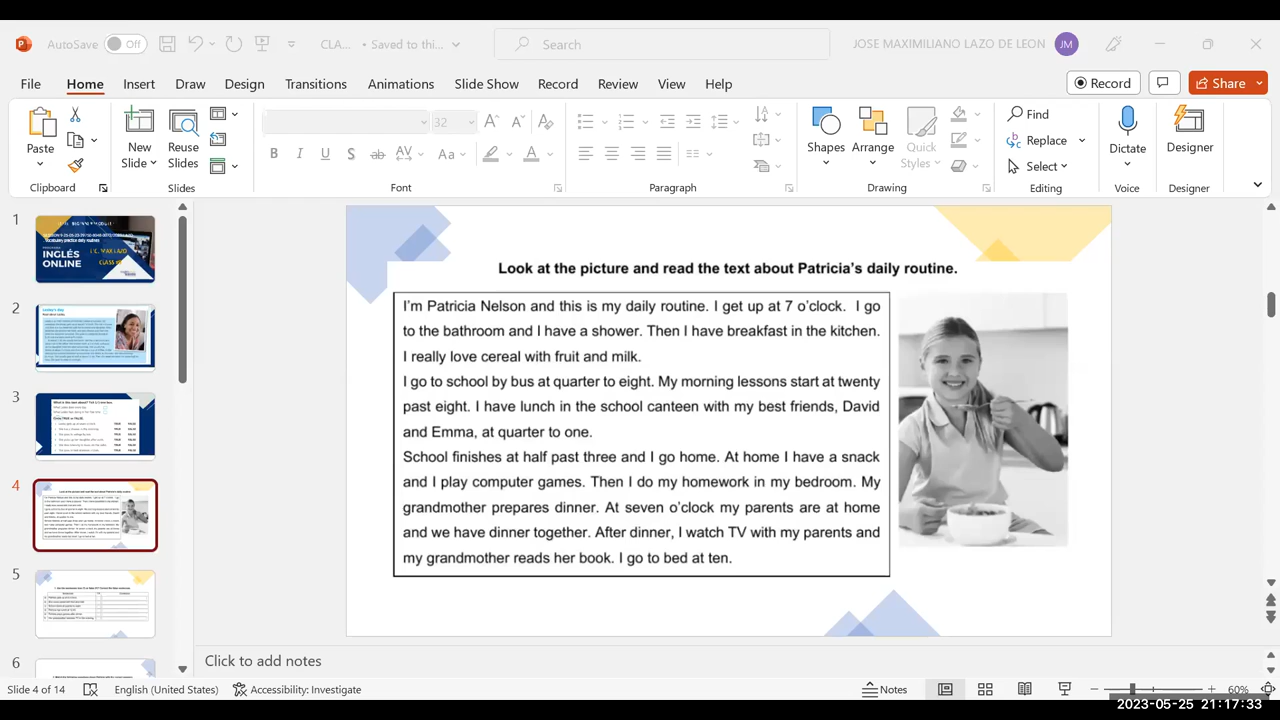 AutoSave Off CLA... • Saved to thi... Search JOSE MAXIMILIANO LAZO DE LEON JM
File Home Insert Draw Design Transitions Animations Slide Show Record Review View Help Record Share
Paste New Slide Reuse Slides 32 Shapes Arrange Quick Styles Find Replace Select Dictate Designer
Clipboard Slides Font Paragraph Drawing Editing Voice Designer
1
INGLÉS ONLINE
2
3
4
5
6
Look at the picture and read the text about Patricia's daily routine.
I'm Patricia Nelson and this is my daily routine. I get up at 7 o'clock. I go
to the bathroom and I have a shower. Then I have breakfast in the kitchen.
I really love cereal with fruit and milk.
I go to school by bus at quarter to eight. My morning lessons start at twenty
past eight. I have lunch in the school canteen with my best friends, David
and Emma, at quarter to one.
School finishes at half past three and I go home. At home I have a snack
and I play computer games. Then I do my homework in my bedroom. My
grandmother prepares dinner. At seven o'clock my parents are at home
and we have dinner together. After dinner, I watch TV with my parents and
my grandmother reads her book. I go to bed at ten.
Click to add notes
Slide 4 of 14 English (United States) Accessibility: Investigate Notes 60%
2023-05-25 21:17:33